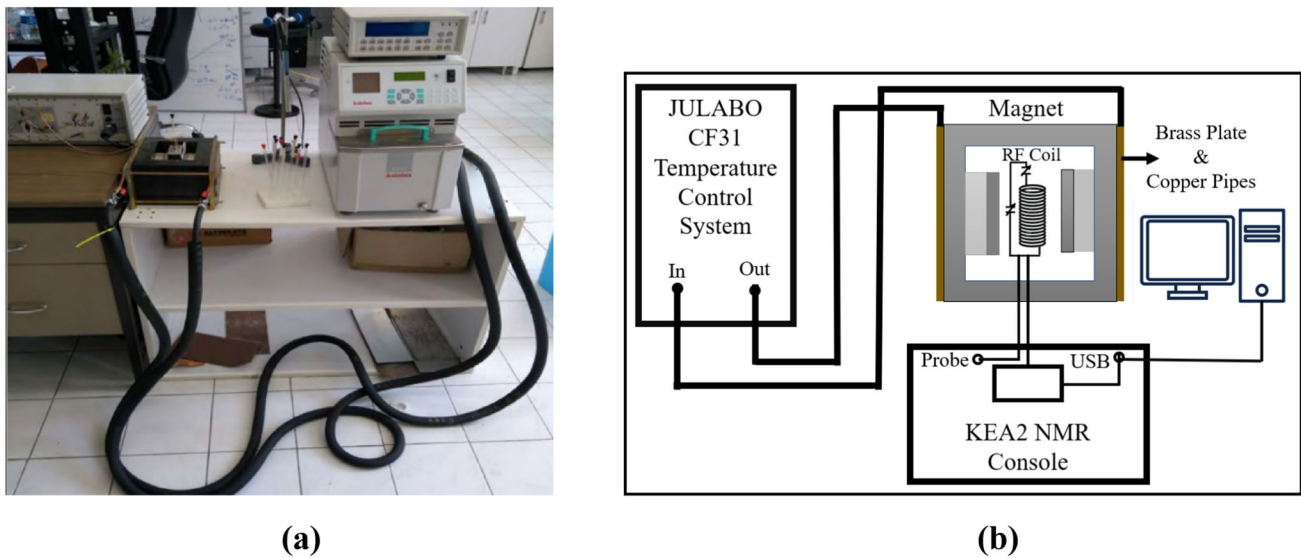 JULABO
CF31
Temperature
Control
System
In
Out
Magnet
RF Coil
Brass Plate
&
Copper Pipes
Probe
USB
KEA2 NMR
Console
(a)
(b)